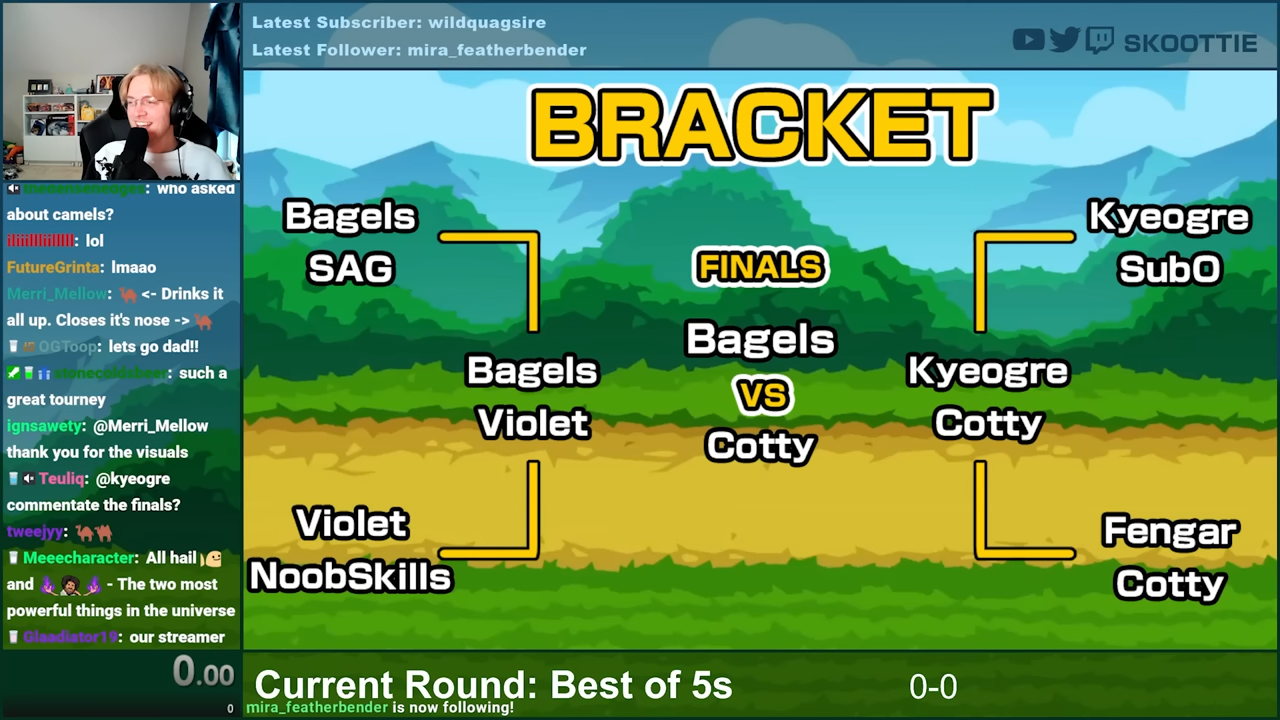 Latest Subscriber: wildquagsire
Latest Follower: mira_featherbender
SKOOTTIE
BRACKET
Bagels
SAG
Bagels
Violet
Violet
NoobSkills
FINALS
Bagels
VS
Cotty
Kyeogre
SubO
Kyeogre
Cotty
Fengar
Cotty
: who asked
about camels?
: lol
FutureGrinta: lmaao
Merri_Mellow: <- Drinks it
all up. Closes it's nose ->
OGToop: lets go dad!!
stonecoldsbeer: such a
great tourney
ignsawety: @Merri_Mellow
thank you for the visuals
Teuliq: @kyeogre
commentate the finals?
tweejyy:
Meeecharacter: All hail
and - The two most
powerful things in the universe
Glaadiator19: our streamer
0.00
0
Current Round: Best of 5s
0-0
mira_featherbender is now following!